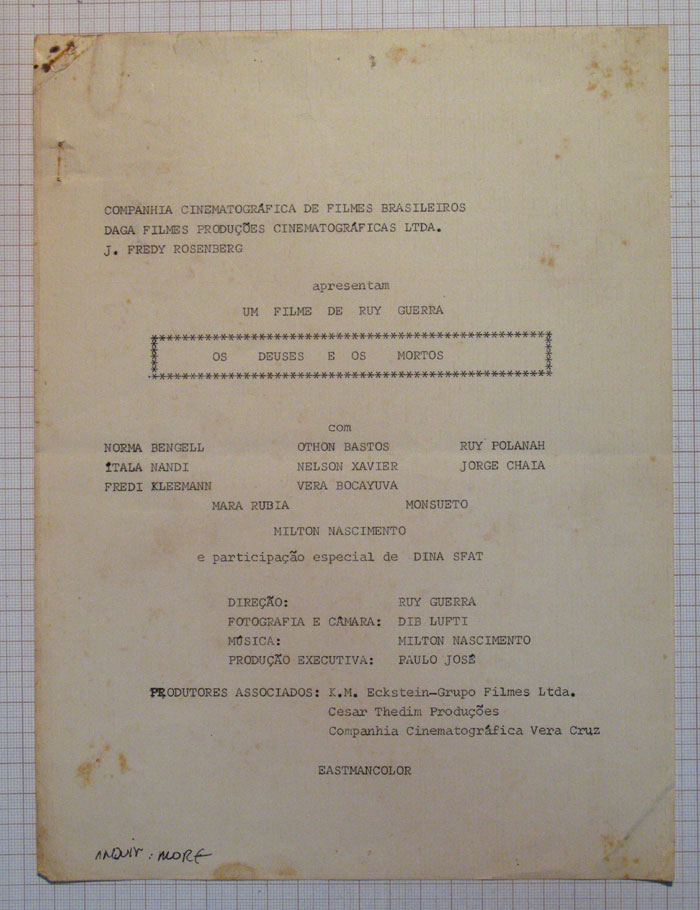 COMPANHIA CINEMATOGRÁFICA DE FILMES BRASILEIROS
DAGA FILMES PRODUÇÕES CINEMATOGRÁFICAS LTDA.
J. FREDY ROSENBERG
apresentam
UM FILME DE RUY GUERRA
OS DEUSES E OS MORTOS
com
NORMA BENGELL OTHON BASTOS RUY POLANAH
ÍTALA NANDI NELSON XAVIER JORGE CHAIA
FREDI KLEEMANN VERA BOCAYUVA
MARA RUBIA MONSUETO
MILTON NASCIMENTO
e participação especial de DINA SFAT
DIREÇÃO: RUY GUERRA
FOTOGRAFIA E CÂMARA: DIB LUFTI
MÚSICA: MILTON NASCIMENTO
PRODUÇÃO EXECUTIVA: PAULO JOSÉ
PRODUTORES ASSOCIADOS: K.M. Eckstein-Grupo Filmes Ltda.
Cesar Thedim Produções
Companhia Cinematográfica Vera Cruz
EASTMANCOLOR